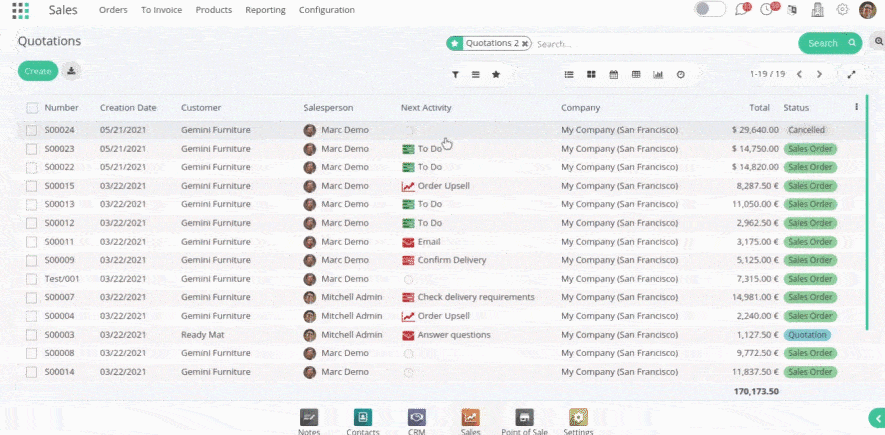 Sales Orders To Invoice Products Reporting Configuration
Quotations
Quotations 2 Search... Search
Create
1-19 / 19
Number Creation Date Customer Salesperson Next Activity Company Total Status
S00024 05/21/2021 Gemini Furniture Marc Demo My Company (San Francisco) $ 29,640.00 Cancelled
S00023 05/21/2021 Gemini Furniture Marc Demo To Do My Company (San Francisco) $ 14,750.00 Sales Order
S00022 05/21/2021 Gemini Furniture Marc Demo To Do My Company (San Francisco) $ 14,820.00 Sales Order
S00015 03/22/2021 Gemini Furniture Marc Demo Order Upsell My Company (San Francisco) 8,287.50 € Sales Order
S00013 03/22/2021 Gemini Furniture Marc Demo To Do My Company (San Francisco) 11,050.00 € Sales Order
S00012 03/22/2021 Gemini Furniture Marc Demo To Do My Company (San Francisco) 2,962.50 € Sales Order
S00011 03/22/2021 Gemini Furniture Marc Demo Email My Company (San Francisco) 3,175.00 € Sales Order
S00009 03/22/2021 Gemini Furniture Marc Demo Confirm Delivery My Company (San Francisco) 5,125.00 € Sales Order
Test/001 03/22/2021 Gemini Furniture Marc Demo My Company (San Francisco) 7,315.00 € Sales Order
S00007 03/22/2021 Gemini Furniture Mitchell Admin Check delivery requirements My Company (San Francisco) 14,981.00 € Sales Order
S00004 03/22/2021 Gemini Furniture Mitchell Admin Order Upsell My Company (San Francisco) 2,240.00 € Sales Order
S00003 03/22/2021 Ready Mat Mitchell Admin Answer questions My Company (San Francisco) 1,127.50 € Quotation
S00008 03/22/2021 Gemini Furniture Marc Demo My Company (San Francisco) 9,772.50 € Sales Order
S00014 03/22/2021 Gemini Furniture Marc Demo My Company (San Francisco) 11,837.50 € Sales Order
170,173.50
Notes Contacts CRM Sales Point of Sale Settings